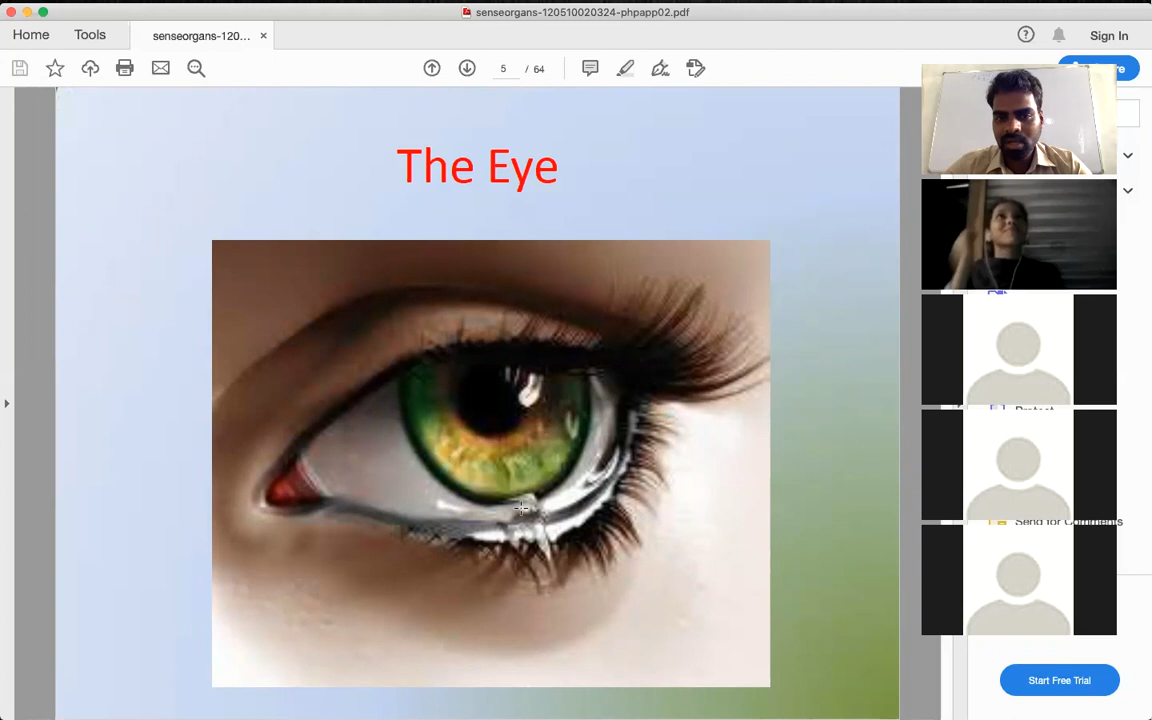 senseorgans-120510020324-phpapp02.pdf
Home Tools senseorgans-120... × Sign In
5 / 64
The Eye
Send for Comments
Start Free Trial